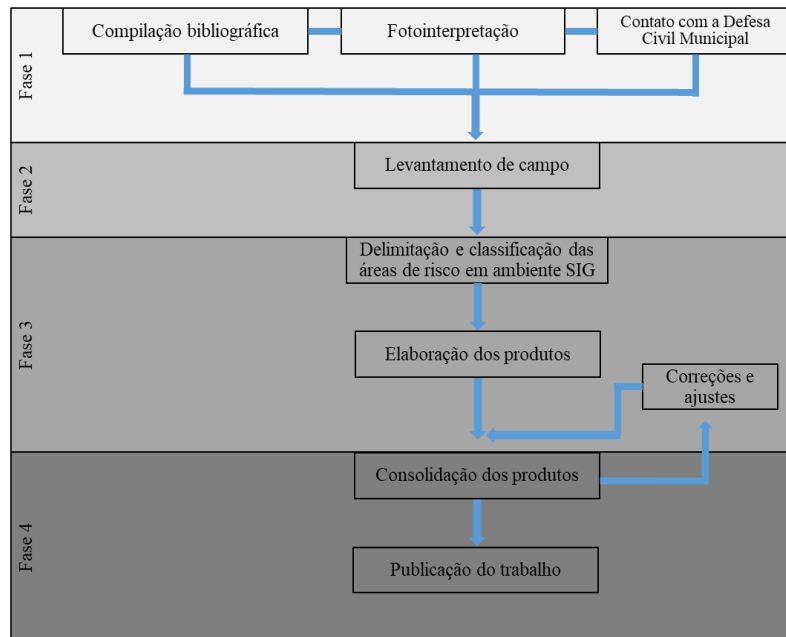 Fase 1
Compilação bibliográfica
Fotointerpretação
Contato com a Defesa
Civil Municipal
Fase 2
Levantamento de campo
Fase 3
Delimitação e classificação das
áreas de risco em ambiente SIG
Elaboração dos produtos
Correções e
ajustes
Fase 4
Consolidação dos produtos
Publicação do trabalho